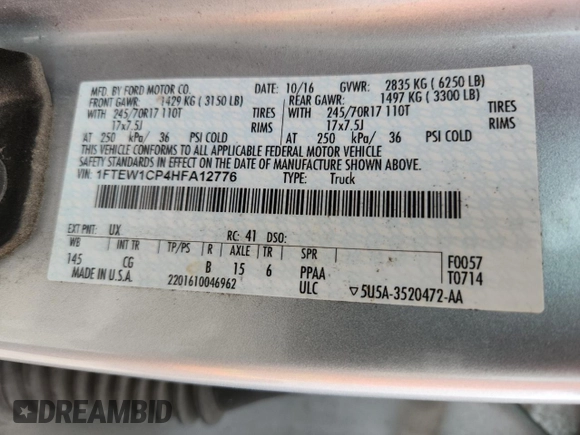 MFD. BY FORD MOTOR CO. DATE: 10/16 GVWR: 2835 KG ( 6250 LB)
FRONT GAWR: 1429 KG ( 3150 LB) REAR GAWR: 1497 KG ( 3300 LB)
WITH 245/70R17 110T TIRES WITH 245/70R17 110T TIRES
17x7.5J RIMS 17x7.5J RIMS
AT 250 kPa/ 36 PSI COLD AT 250 kPa/ 36 PSI COLD
THIS VEHICLE CONFORMS TO ALL APPLICABLE FEDERAL MOTOR VEHICLE
SAFETY AND THEFT PREVENTION STANDARDS IN EFFECT ON THE DATE OF MANUFACTURE SHOWN ABOVE.
VIN: 1FTEW1CP4HFA12776 TYPE: Truck
EXT PNT: UX RC: 41 DSO:
WB INT TR TP/PS R AXLE TR SPR F0057
145 CG B 15 6 PPAA T0714
MADE IN U.S.A. 2201610046962 ULC ▽5U5A-3520472-AA
DREAMBID